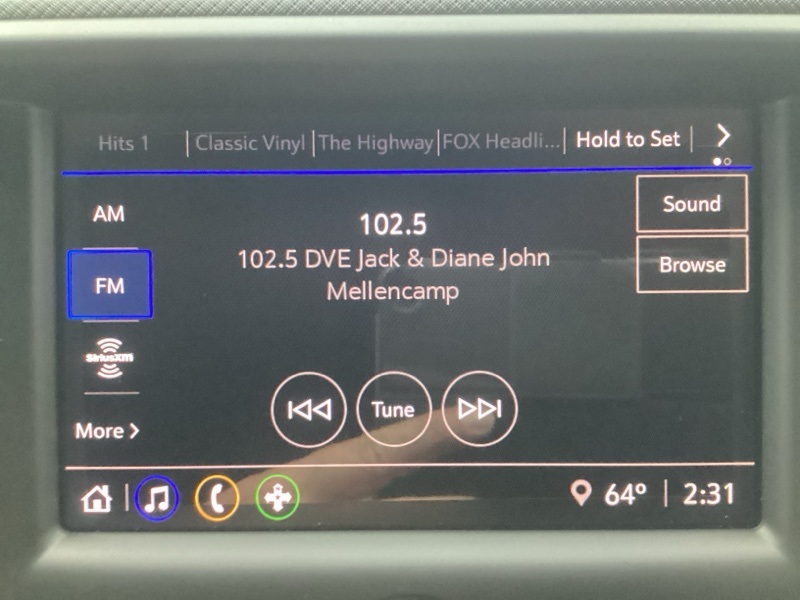 Hits 1 Classic Vinyl The Highway FOX Headli... Hold to Set
AM
102.5
Sound
102.5 DVE Jack & Diane John
Mellencamp
Browse
FM
SiriusXM
More
Tune
64° 2:31